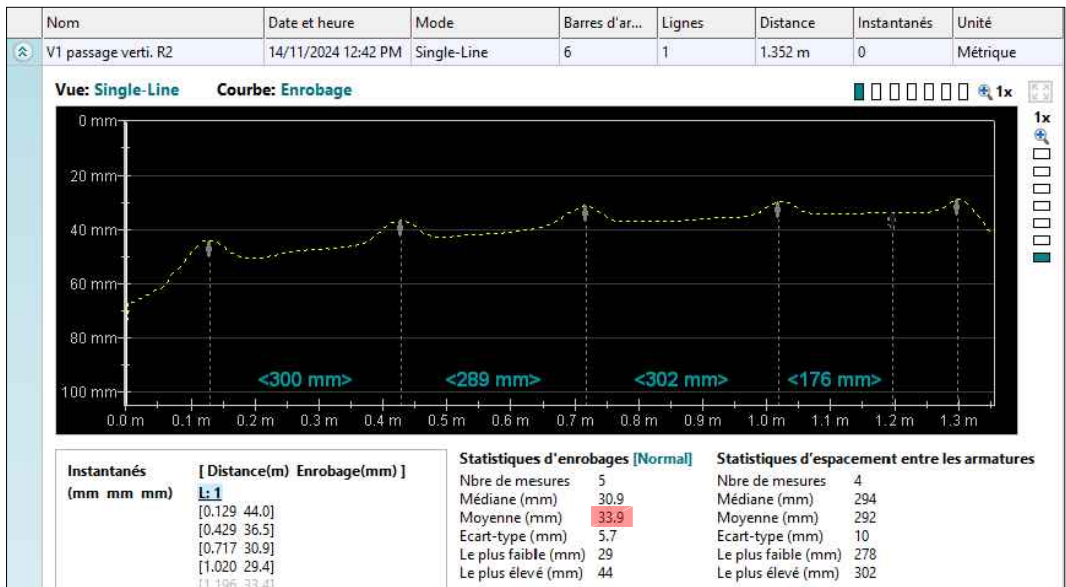 Nom Date et heure Mode Barres d'ar... Lignes Distance Instantanés Unité
V1 passage verti. R2 14/11/2024 12:42 PM Single-Line 6 1 1.352 m 0 Métrique
Vue: Single-Line Courbe: Enrobage 1x
1x
0 mm
20 mm
40 mm
60 mm
80 mm
100 mm
<300 mm> <289 mm> <302 mm> <176 mm>
0.0 m 0.1 m 0.2 m 0.3 m 0.4 m 0.5 m 0.6 m 0.7 m 0.8 m 0.9 m 1.0 m 1.1 m 1.2 m 1.3 m
Instantanés
(mm mm mm)
[ Distance(m) Enrobage(mm) ]
L: 1
[0.129 44.0]
[0.429 36.5]
[0.717 30.9]
[1.020 29.4]
[1.196 33.4]
Statistiques d'enrobages [Normal]
Nbre de mesures 5
Médiane (mm) 30.9
Moyenne (mm) 33.9
Ecart-type (mm) 5.7
Le plus faible (mm) 29
Le plus élevé (mm) 44
Statistiques d'espacement entre les armatures
Nbre de mesures 4
Médiane (mm) 294
Moyenne (mm) 292
Ecart-type (mm) 10
Le plus faible (mm) 278
Le plus élevé (mm) 302